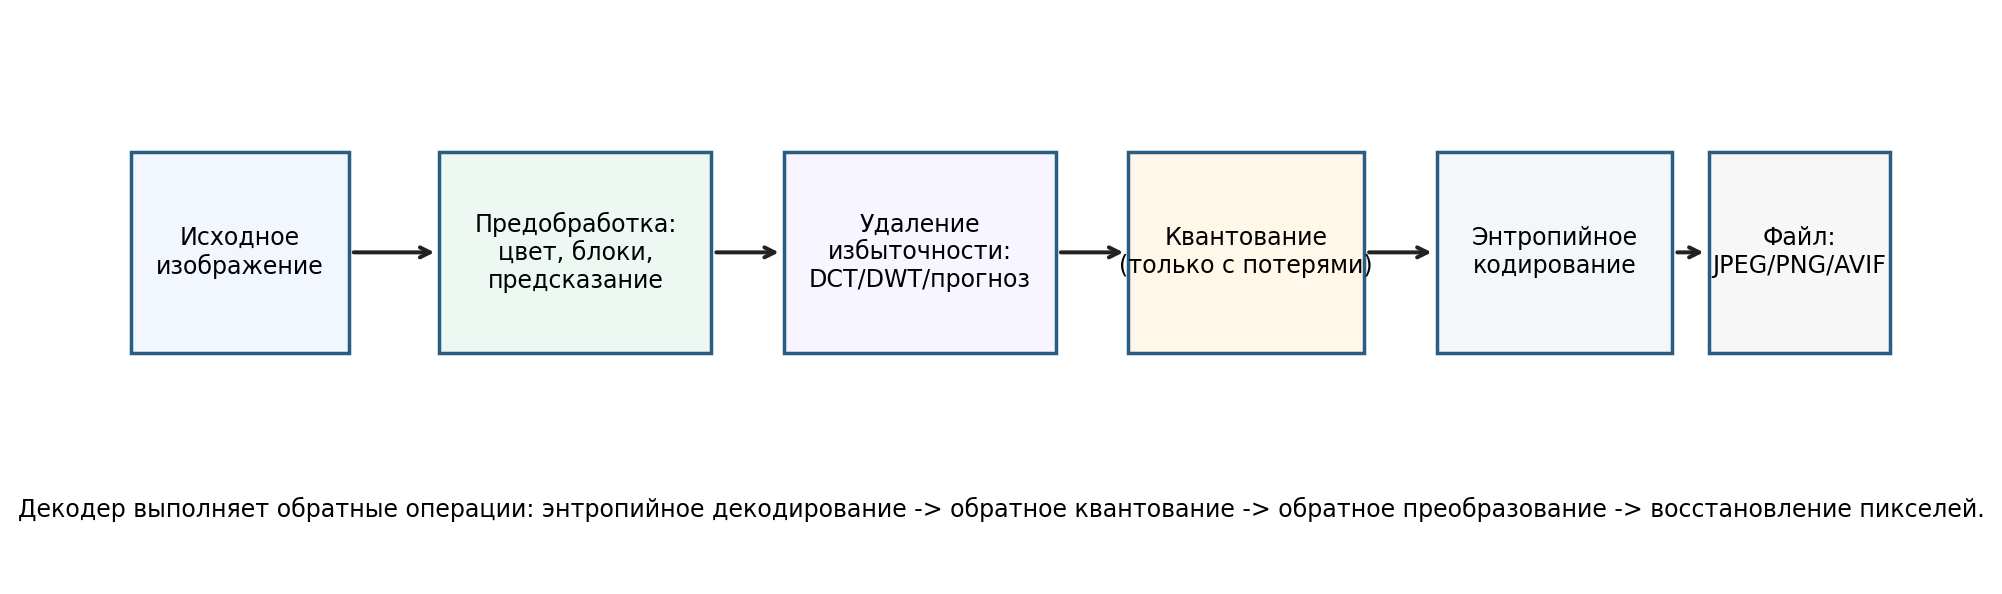 Исходное
изображение
Предобработка:
цвет, блоки,
предсказание
Удаление
избыточности:
DCT/DWT/прогноз
Квантование
(только с потерями)
Энтропийное
кодирование
Файл:
JPEG/PNG/AVIF
Декодер выполняет обратные операции: энтропийное декодирование -> обратное квантование -> обратное преобразование -> восстановление пикселей.